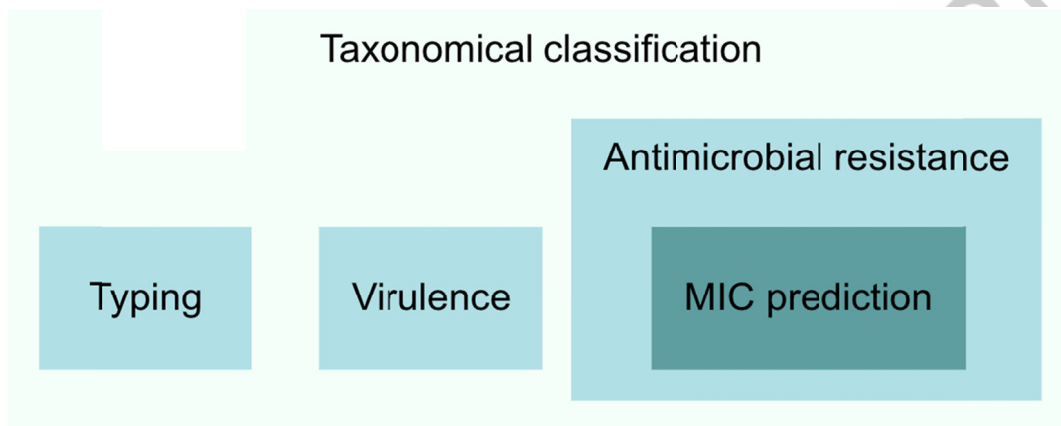 Taxonomical classification
Antimicrobial resistance
Typing
Virulence
MIC prediction